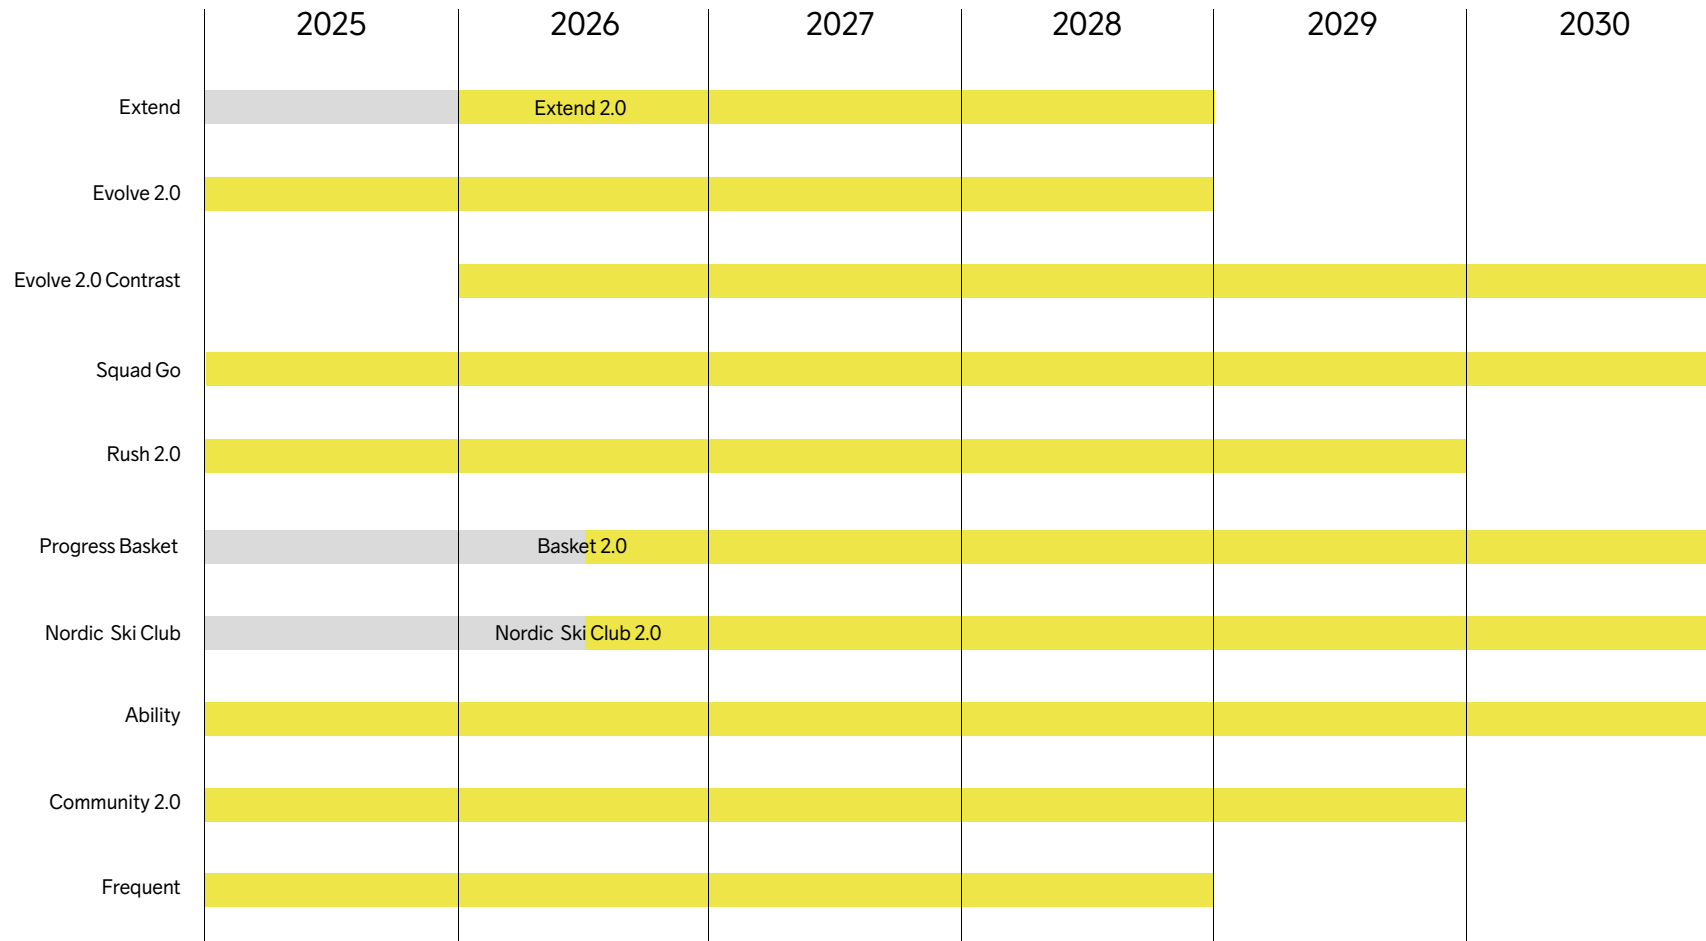 2025 2026 2027 2028 2029 2030
Extend Extend 2.0
Evolve 2.0
Evolve 2.0 Contrast
Squad Go
Rush 2.0
Progress Basket Basket 2.0
Nordic Ski Club Nordic Ski Club 2.0
Ability
Community 2.0
Frequent